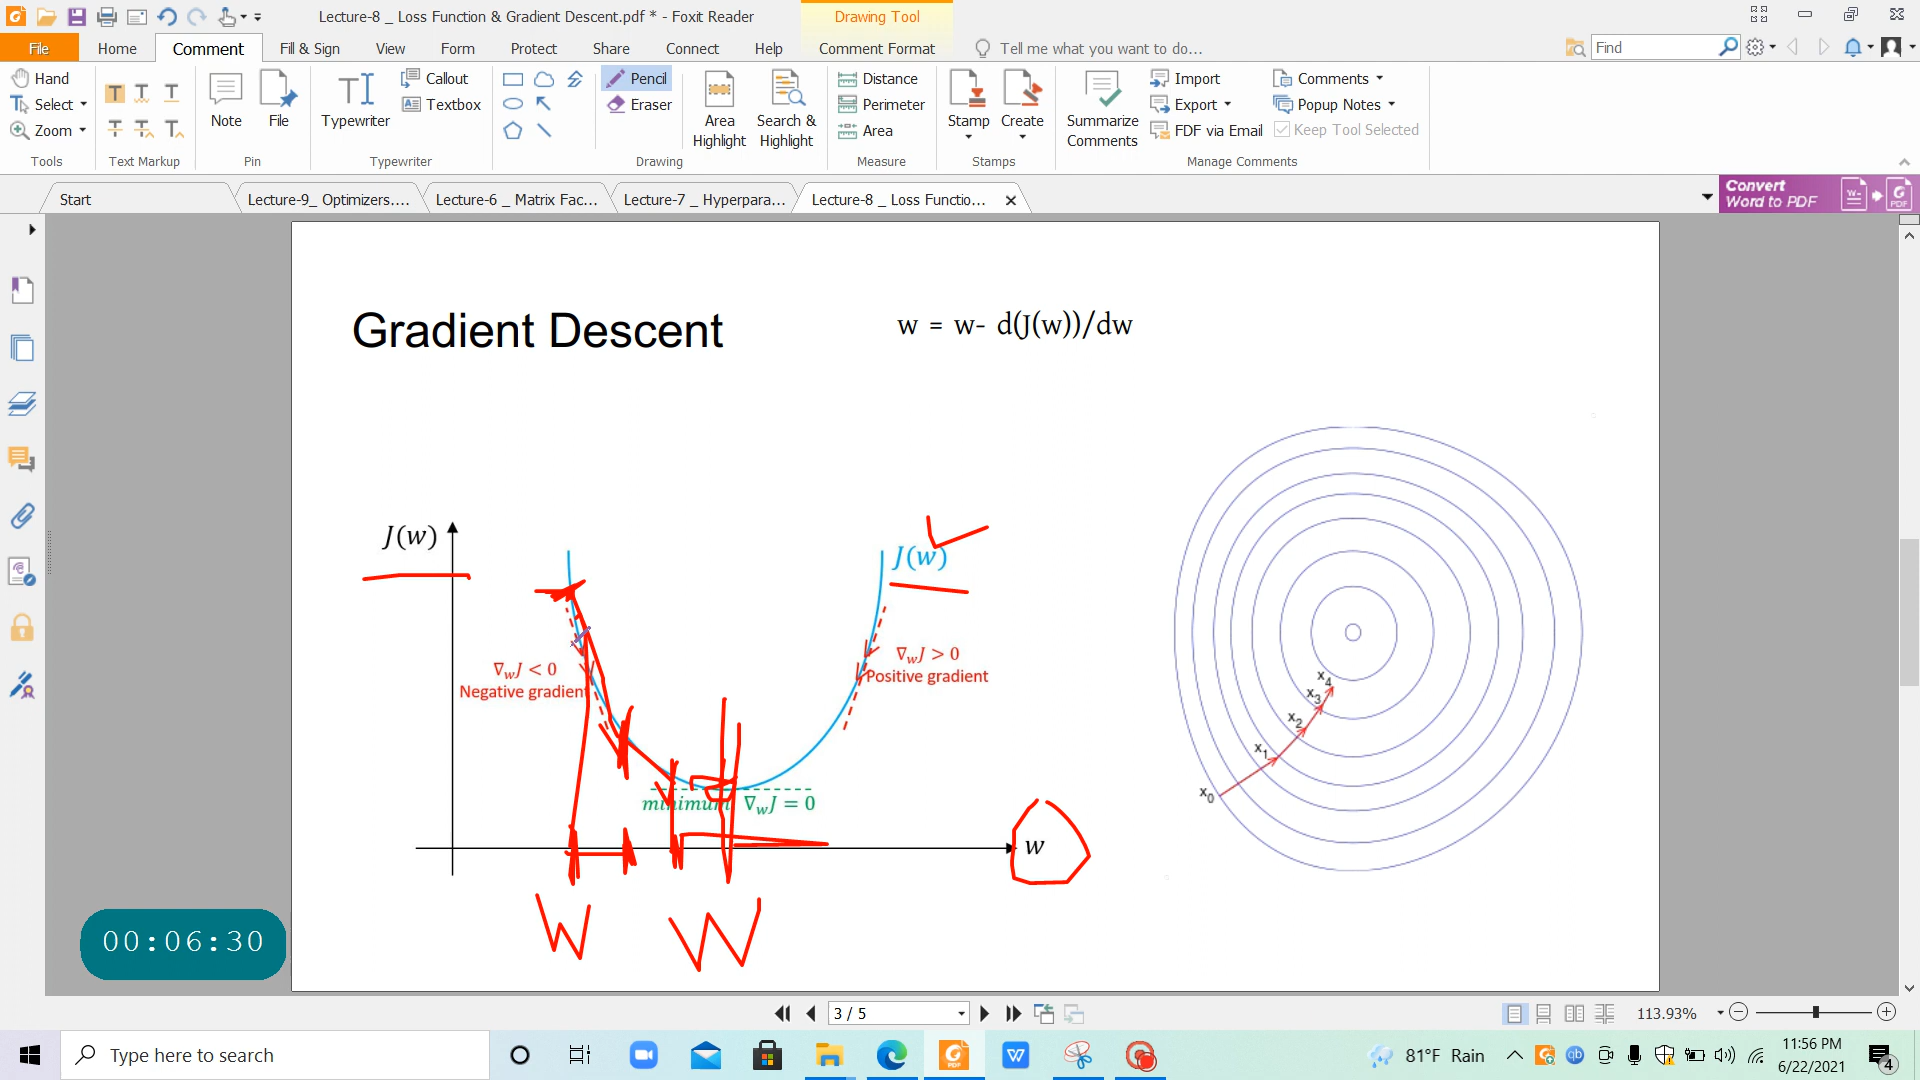 Lecture-8 _ Loss Function & Gradient Descent.pdf * - Foxit Reader
Drawing Tool
File Home Comment Fill & Sign View Form Protect Share Connect Help Comment Format Tell me what you want to do... Find
Hand
Select
Zoom
Tools
Text Markup
Note
File
Pin
Typewriter
Callout
Textbox
Typewriter
Pencil
Eraser
Area Highlight
Search & Highlight
Drawing
Distance
Perimeter
Area
Measure
Stamp
Create
Stamps
Summarize Comments
Import
Export
FDF via Email
Comments
Popup Notes
Keep Tool Selected
Manage Comments
Start
Lecture-9_ Optimizers....
Lecture-6 _ Matrix Fac...
Lecture-7 _ Hyperpara...
Lecture-8 _ Loss Functio...
Convert
Word to PDF
Gradient Descent
w = w- d(J(w))/dw
J(w)
J(w)
∇wJ < 0
Negative gradient
∇wJ > 0
Positive gradient
minimum ∇wJ = 0
w
W W
x4
x3
x2
x1
x0
00:06:30
3 / 5
113.93%
Type here to search
81°F Rain
11:56 PM
6/22/2021
4